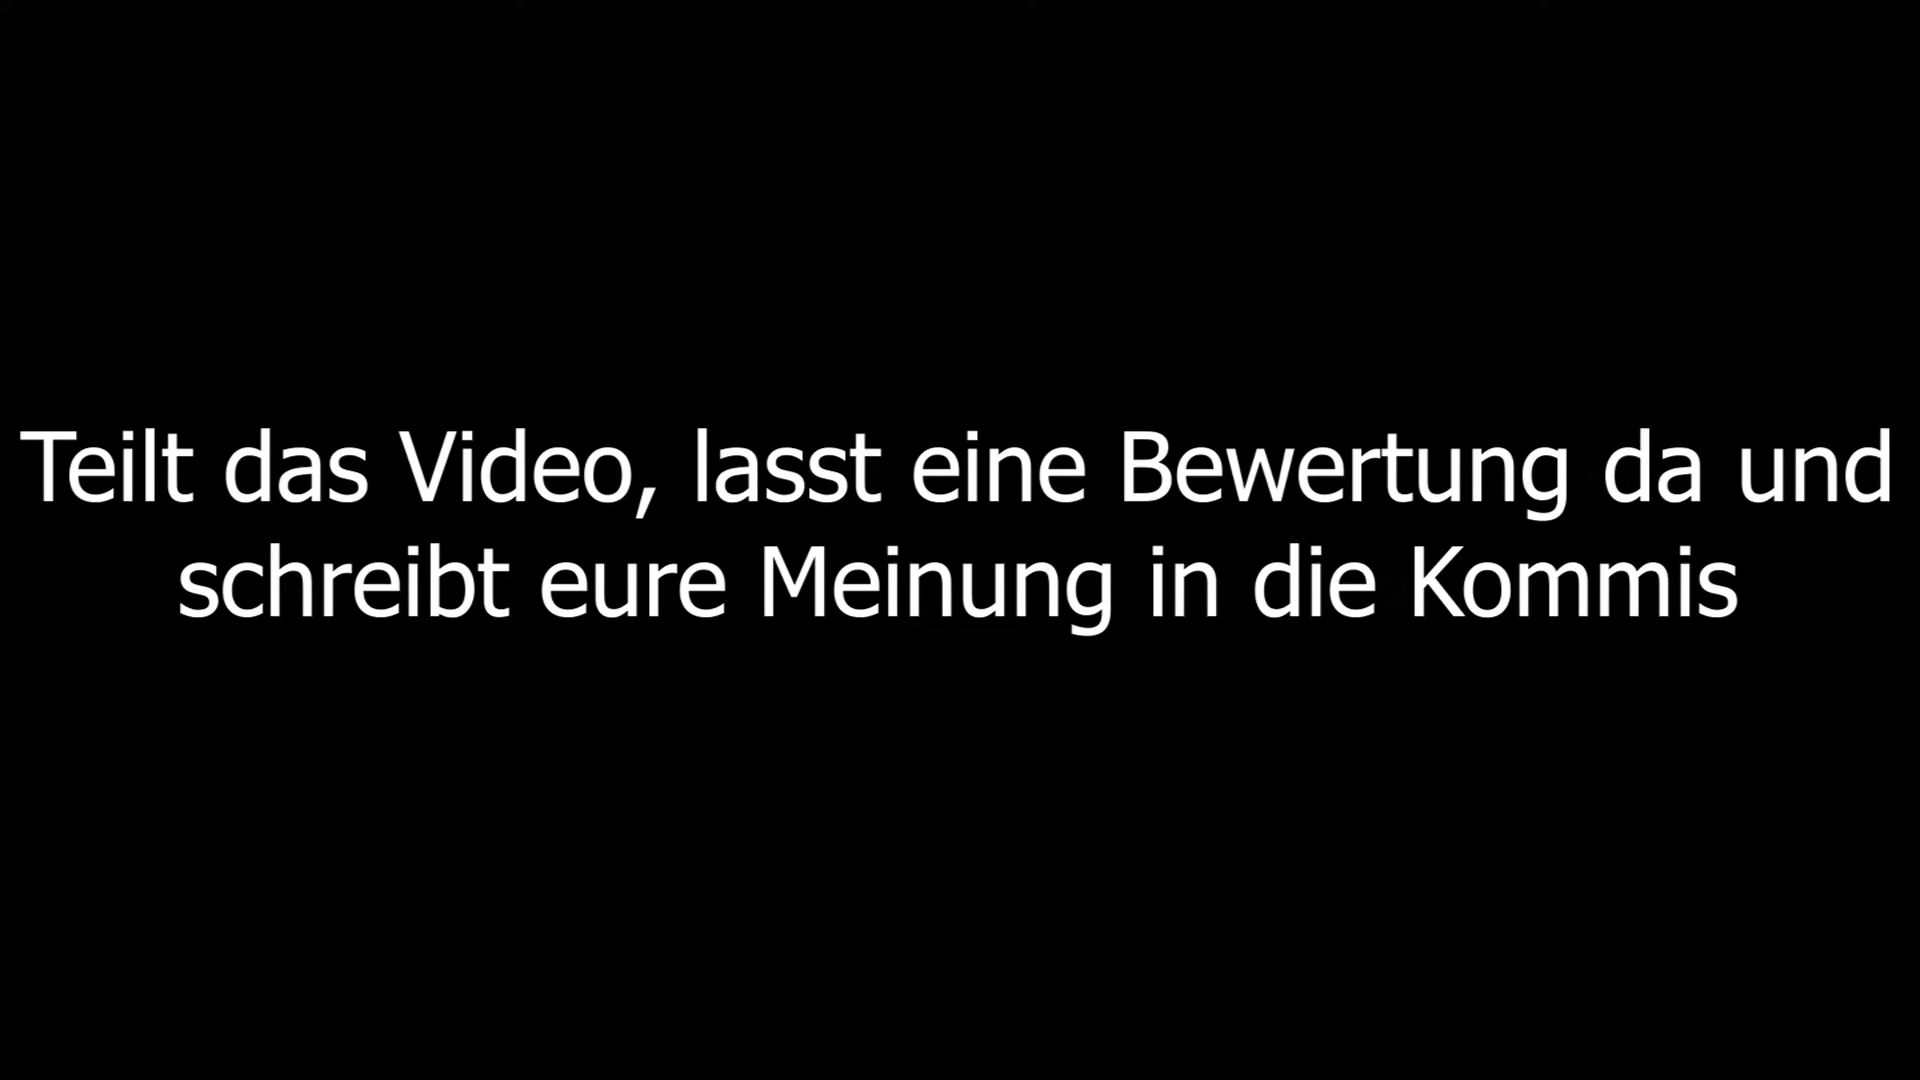 Teilt das Video, lasst eine Bewertung da und
schreibt eure Meinung in die Kommis